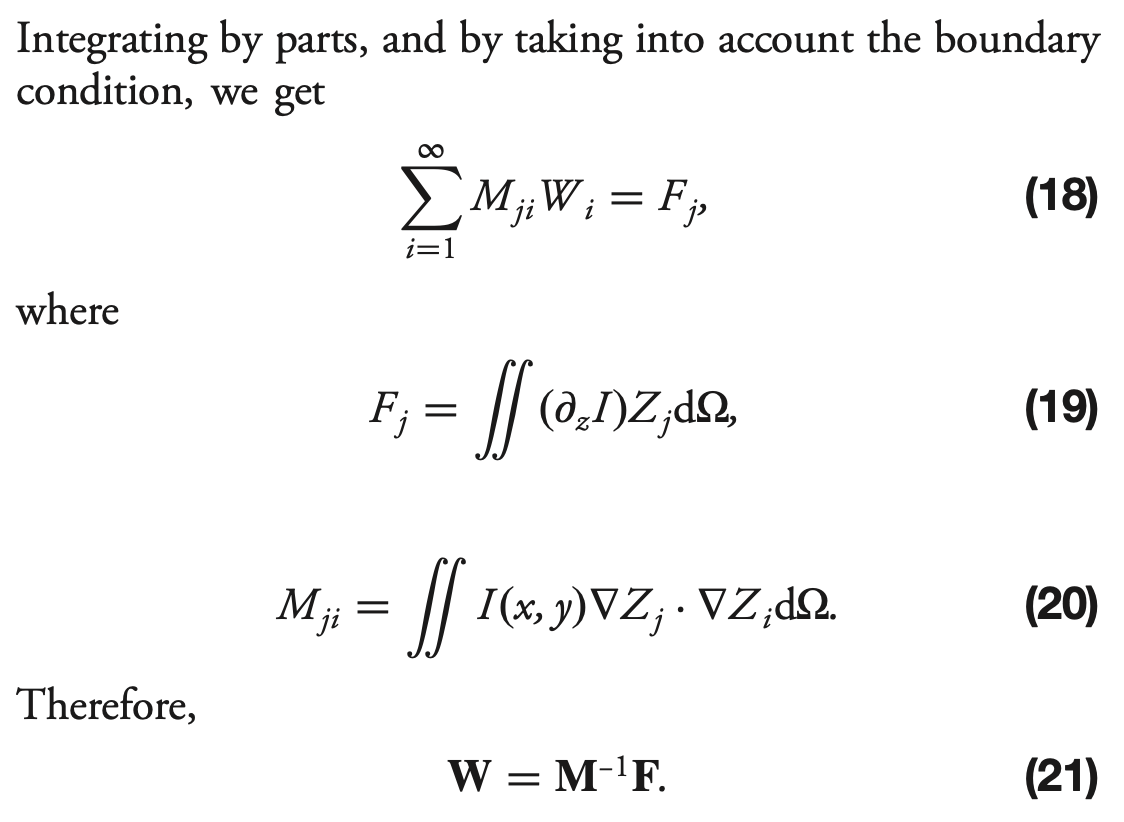 Integrating by parts, and by taking into account the boundary
condition, we get
∞
∑ M_{ji} W_i = F_j, (18)
i=1
where
F_j = ∬ (∂_z I) Z_j dΩ, (19)
M_{ji} = ∬ I(x, y)∇Z_j · ∇Z_i dΩ. (20)
Therefore,
W = M⁻¹F. (21)